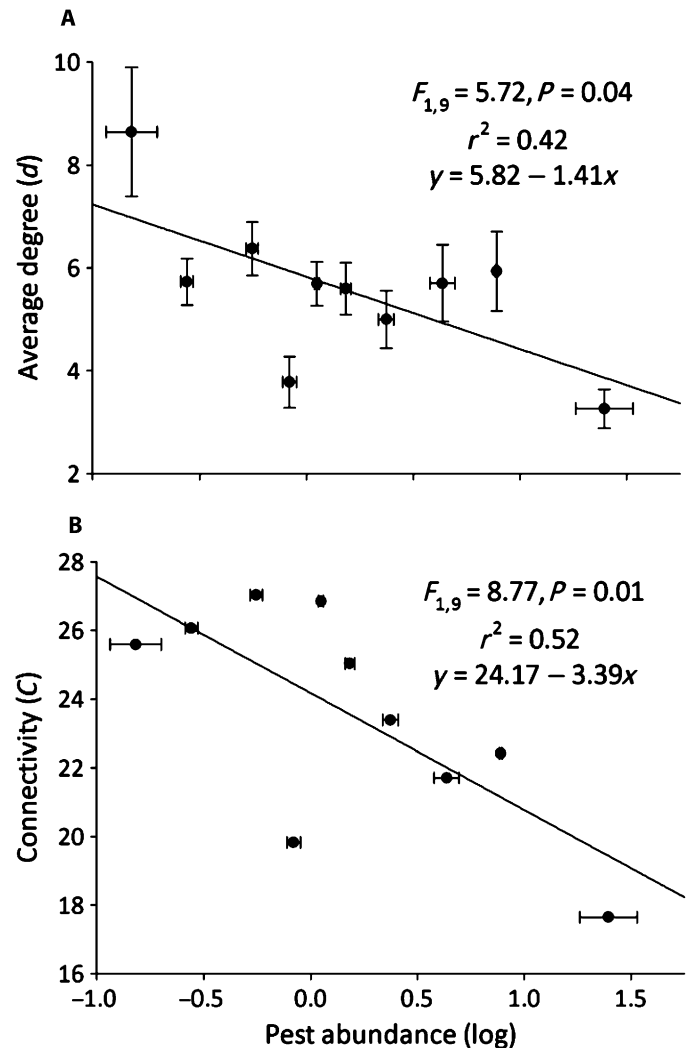 A
10
8
6
4
2
Average degree (d)
F1,9 = 5.72, P = 0.04
r² = 0.42
y = 5.82 – 1.41x
B
28
26
24
22
20
18
16
Connectivity (C)
F1,9 = 8.77, P = 0.01
r² = 0.52
y = 24.17 – 3.39x
–1.0 –0.5 0.0 0.5 1.0 1.5
Pest abundance (log)